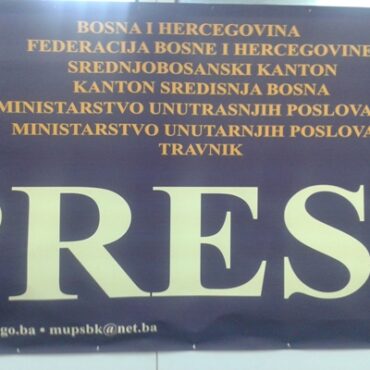 BOSNA I HERCEGOVINA
FEDERACIJA BOSNE I HERCEGOVINE
SREDNJOBOSANSKI KANTON
KANTON SREDISNJA BOSNA
MINISTARSTVO UNUTRASNJIH POSLOVA
MINISTARSTVO UNUTARNJIH POSLOVA
TRAVNIK
PRES
go.ba • mupsbk@net.ba